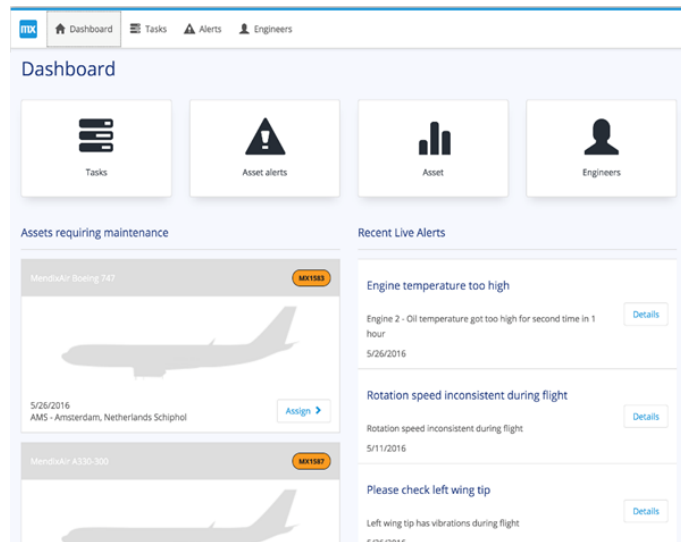 mx Dashboard Tasks Alerts Engineers
Dashboard
Tasks
Asset alerts
Asset
Engineers
Assets requiring maintenance
MendixAir Boeing 747
MX1583
5/26/2016
AMS - Amsterdam, Netherlands Schiphol
Assign
MendixAir A330-300
MX1587
Recent Live Alerts
Engine temperature too high
Engine 2 - Oil temperature got too high for second time in 1
hour
5/26/2016
Details
Rotation speed inconsistent during flight
Rotation speed inconsistent during flight
5/11/2016
Details
Please check left wing tip
Left wing tip has vibrations during flight
Details